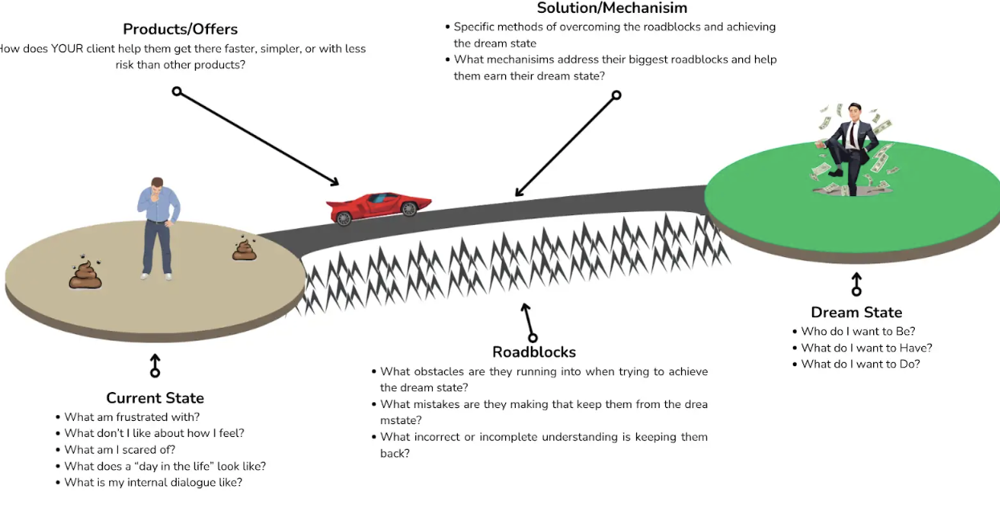 Products/Offers
How does YOUR client help them get there faster, simpler, or with less
risk than other products?
Solution/Mechanisim
• Specific methods of overcoming the roadblocks and achieving
the dream state
• What mechanisims address their biggest roadblocks and help
them earn their dream state?
Current State
• What am frustrated with?
• What don't I like about how I feel?
• What am I scared of?
• What does a “day in the life” look like?
• What is my internal dialogue like?
Roadblocks
• What obstacles are they running into when trying to achieve
the dream state?
• What mistakes are they making that keep them from the drea
mstate?
• What incorrect or incomplete understanding is keeping them
back?
Dream State
• Who do I want to Be?
• What do I want to Have?
• What do I want to Do?